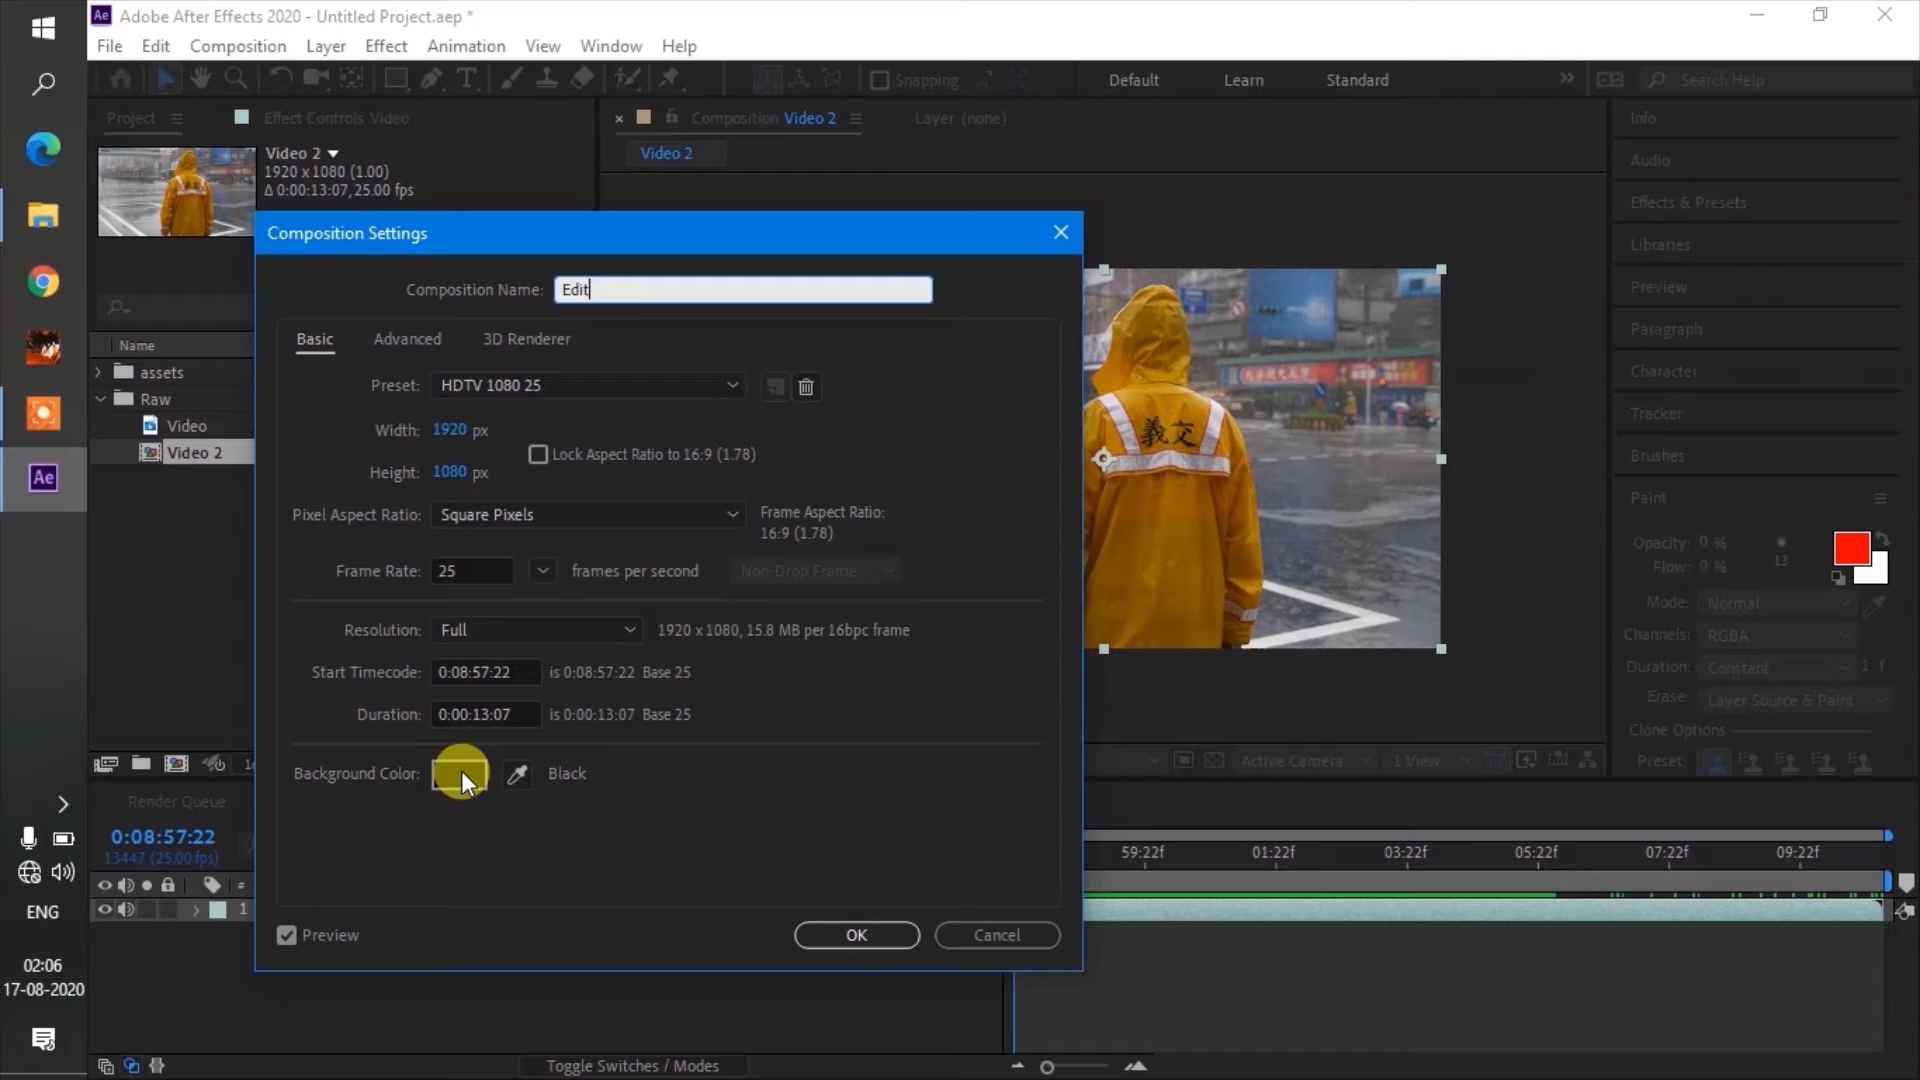 Ae Adobe After Effects 2020 - Untitled Project.aep *
File Edit Composition Layer Effect Animation View Window Help
Snapping Default Learn Standard Search Help
Project Effect Controls Video
Composition Video 2 Layer (none)
Video 2
Video 2
1920 x 1080 (1.00)
Δ 0:00:13:07, 25.00 fps
Composition Settings
Composition Name: Edit
Basic Advanced 3D Renderer
Preset: HDTV 1080 25
Width: 1920 px
Lock Aspect Ratio to 16:9 (1.78)
Height: 1080 px
Pixel Aspect Ratio: Square Pixels
Frame Aspect Ratio:
16:9 (1.78)
Frame Rate: 25 frames per second Non-Drop Frame
Resolution: Full 1920 x 1080, 15.8 MB per 16bpc frame
Start Timecode: 0:08:57:22 is 0:08:57:22 Base 25
Duration: 0:00:13:07 is 0:00:13:07 Base 25
Background Color: Black
Preview OK Cancel
Name
assets
Raw
Video
Video 2
Ae
義交
Info
Audio
Effects & Presets
Libraries
Preview
Paragraph
Character
Tracker
Brushes
Paint
Opacity: 0 %
Flow: 0 %
13
Mode: Normal
Channels: RGBA
Duration: Constant 1 f
Erase: Layer Source & Paint
Clone Options
Preset:
Active Camera 1 View
Render Queue
0:08:57:22
13447 (25.00 fps)
#
1
59:22f 01:22f 03:22f 05:22f 07:22f 09:22f
Toggle Switches / Modes
ENG
02:06
17-08-2020